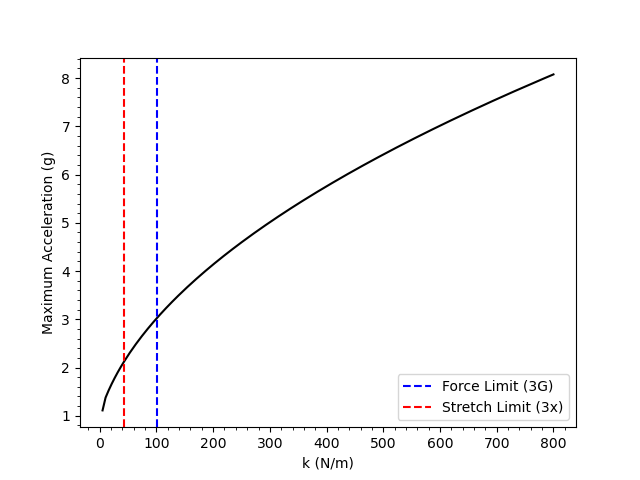 8
7
6
5
4
3
2
1
Maximum Acceleration (g)
0 100 200 300 400 500 600 700 800
k (N/m)
Force Limit (3G)
Stretch Limit (3x)